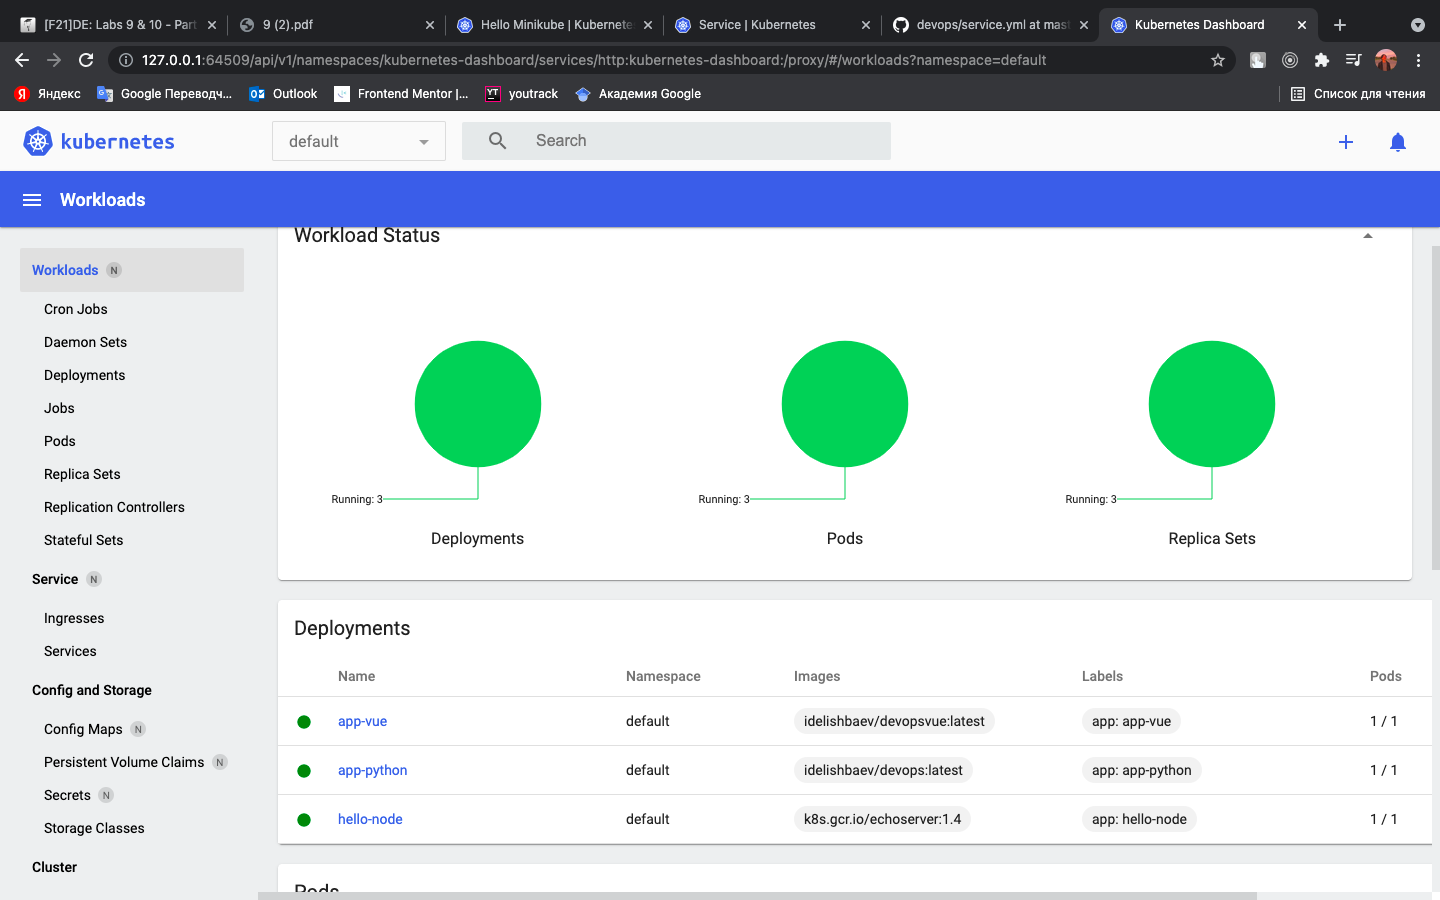 [F21]DE: Labs 9 & 10 - Part
9 (2).pdf
Hello Minikube | Kubernete
Service | Kubernetes
devops/service.yml at mast
Kubernetes Dashboard
127.0.0.1:64509/api/v1/namespaces/kubernetes-dashboard/services/http:kubernetes-dashboard:/proxy/#/workloads?namespace=default
Яндекс
Google Переводч...
Outlook
Frontend Mentor |...
youtrack
Академия Google
Список для чтения
kubernetes
default
Search
Workloads
Workload Status
Workloads N
Cron Jobs
Daemon Sets
Deployments
Jobs
Pods
Replica Sets
Replication Controllers
Stateful Sets
Service N
Ingresses
Services
Config and Storage
Config Maps N
Persistent Volume Claims N
Secrets N
Storage Classes
Cluster
Running: 3
Deployments
Running: 3
Pods
Running: 3
Replica Sets
Deployments
Name Namespace Images Labels Pods
app-vue default idelishbaev/devopsvue:latest app: app-vue 1 / 1
app-python default idelishbaev/devops:latest app: app-python 1 / 1
hello-node default k8s.gcr.io/echoserver:1.4 app: hello-node 1 / 1
Pods